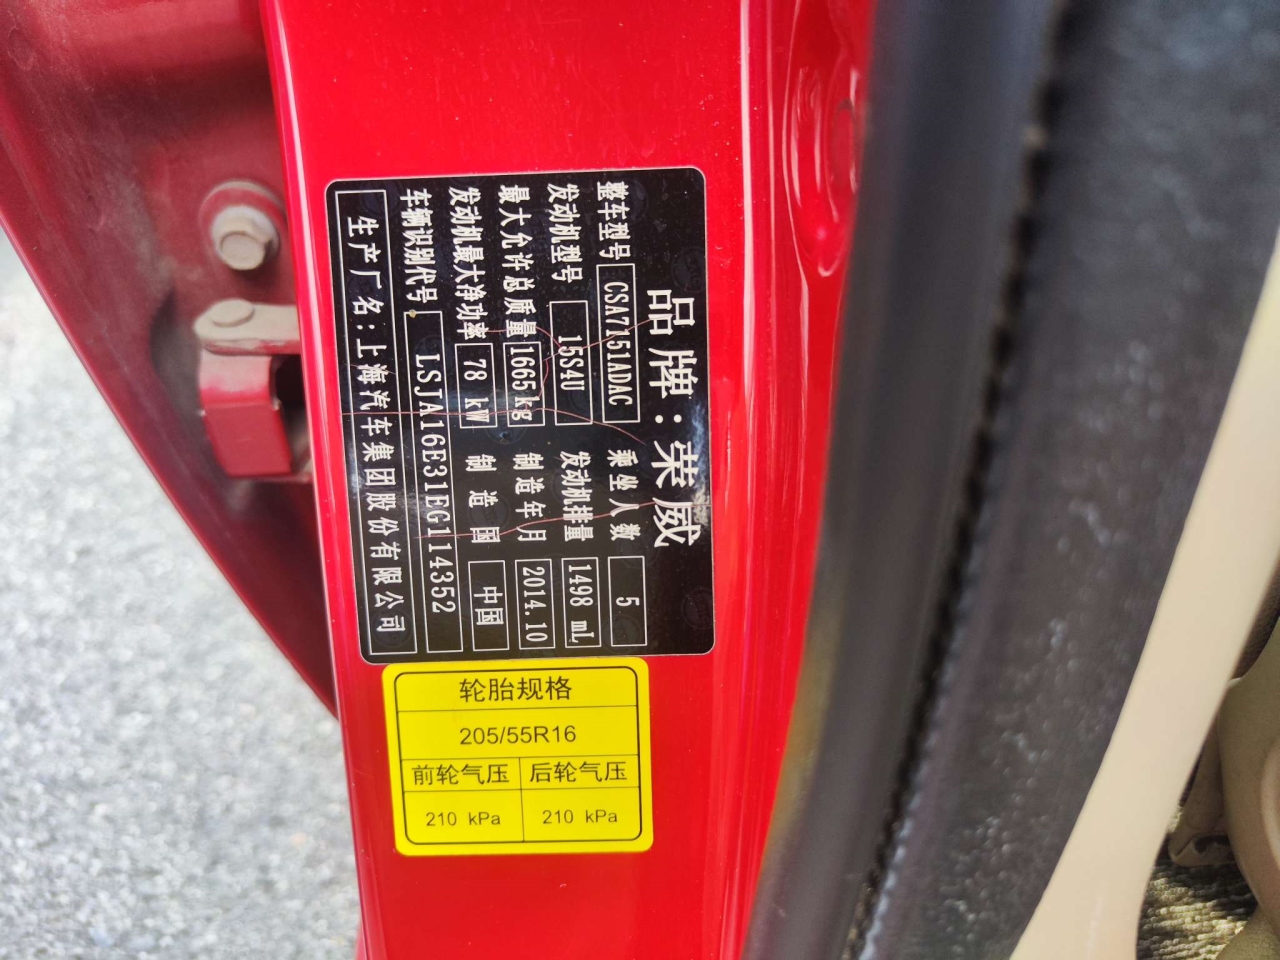 品牌：荣威
整车型号 CSA7151ADAC 乘坐人数 5
发动机型号 15S4U 发动机排量 1498 mL
最大允许总质量 1665kg 制造年月 2014.10
发动机最大净功率 78 kW 制造国 中国
车辆识别代号 LSJA16E31EG114352
生产厂名：上海汽车集团股份有限公司
轮胎规格
205/55R16
前轮气压 后轮气压
210 kPa 210 kPa